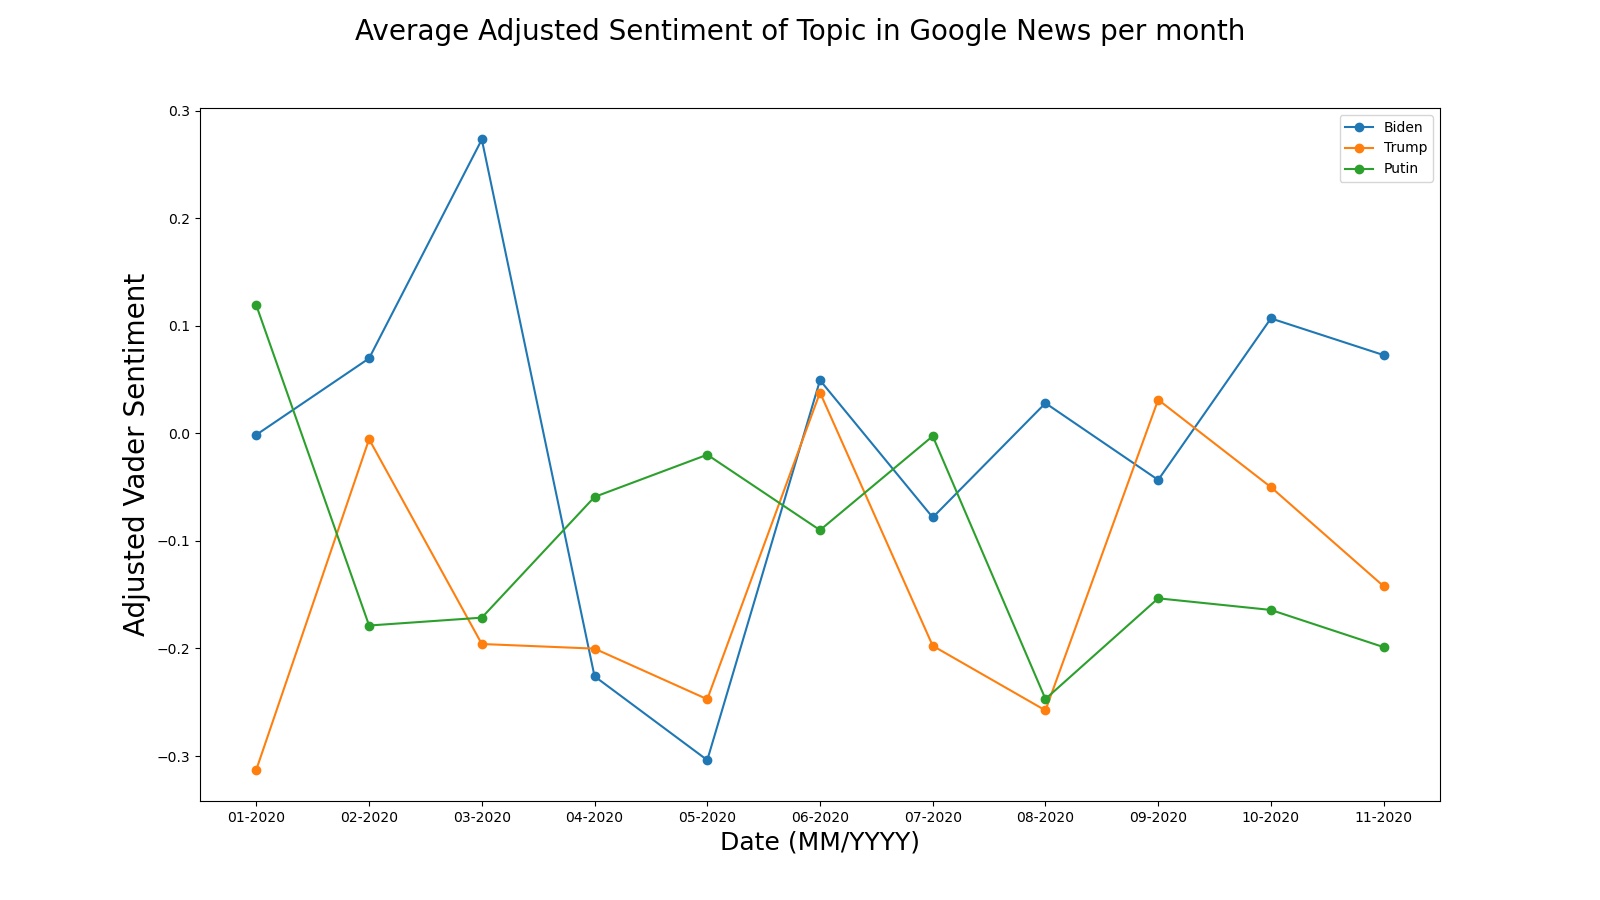 Average Adjusted Sentiment of Topic in Google News per month
Adjusted Vader Sentiment
0.3
0.2
0.1
0.0
−0.1
−0.2
−0.3
Biden
Trump
Putin
01-2020 02-2020 03-2020 04-2020 05-2020 06-2020 07-2020 08-2020 09-2020 10-2020 11-2020
Date (MM/YYYY)